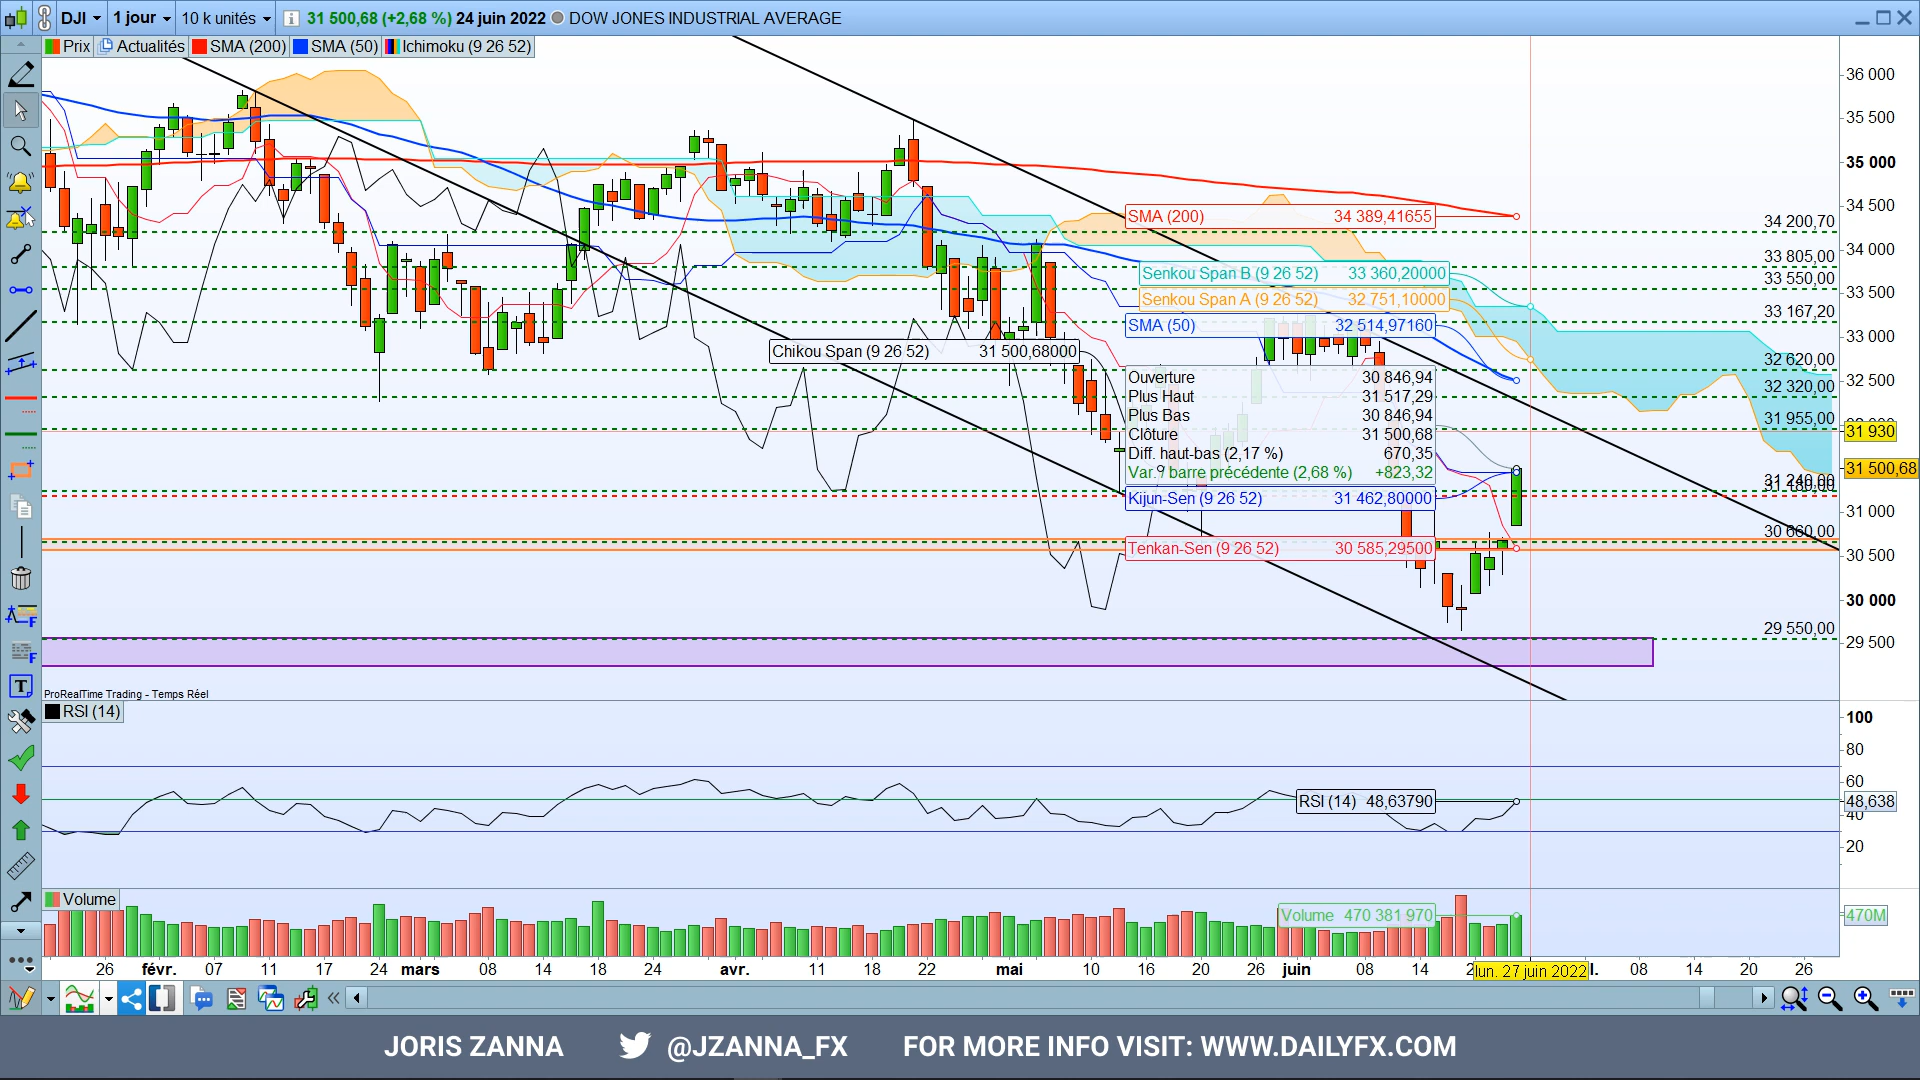 DJI 1 jour 10 k unités 31 500,68 (+2,68 %) 24 juin 2022 DOW JONES INDUSTRIAL AVERAGE
Prix Actualités SMA (200) SMA (50) Ichimoku (9 26 52)
36 000
35 500
35 000
34 500
34 000
33 500
33 000
32 500
31 930
31 500,68
31 000
30 500
30 000
29 500
34 200,70
33 805,00
33 550,00
33 167,20
32 620,00
32 320,00
31 955,00
31 240,00
30 660,00
29 550,00
SMA (200) 34 389,41655
Senkou Span B (9 26 52) 33 360,20000
Senkou Span A (9 26 52) 32 751,10000
SMA (50) 32 514,97160
Chikou Span (9 26 52) 31 500,68000
Ouverture 30 846,94
Plus Haut 31 517,29
Plus Bas 30 846,94
Clôture 31 500,68
Diff. haut-bas (2,17 %) 670,35
Var. / barre précédente (2,68 %) +823,32
Kijun-Sen (9 26 52) 31 462,80000
Tenkan-Sen (9 26 52) 30 585,29500
ProRealTime Trading - Temps Réel
RSI (14)
100
80
60
48,638
40
20
RSI (14) 48,63790
Volume
Volume 470 381 970
470M
26 févr. 07 11 17 24 mars 08 14 18 24 avr. 11 18 22 mai 10 16 20 26 juin 08 14 lun. 27 juin 2022 08 14 20 26
JORIS ZANNA @JZANNA_FX FOR MORE INFO VISIT: WWW.DAILYFX.COM